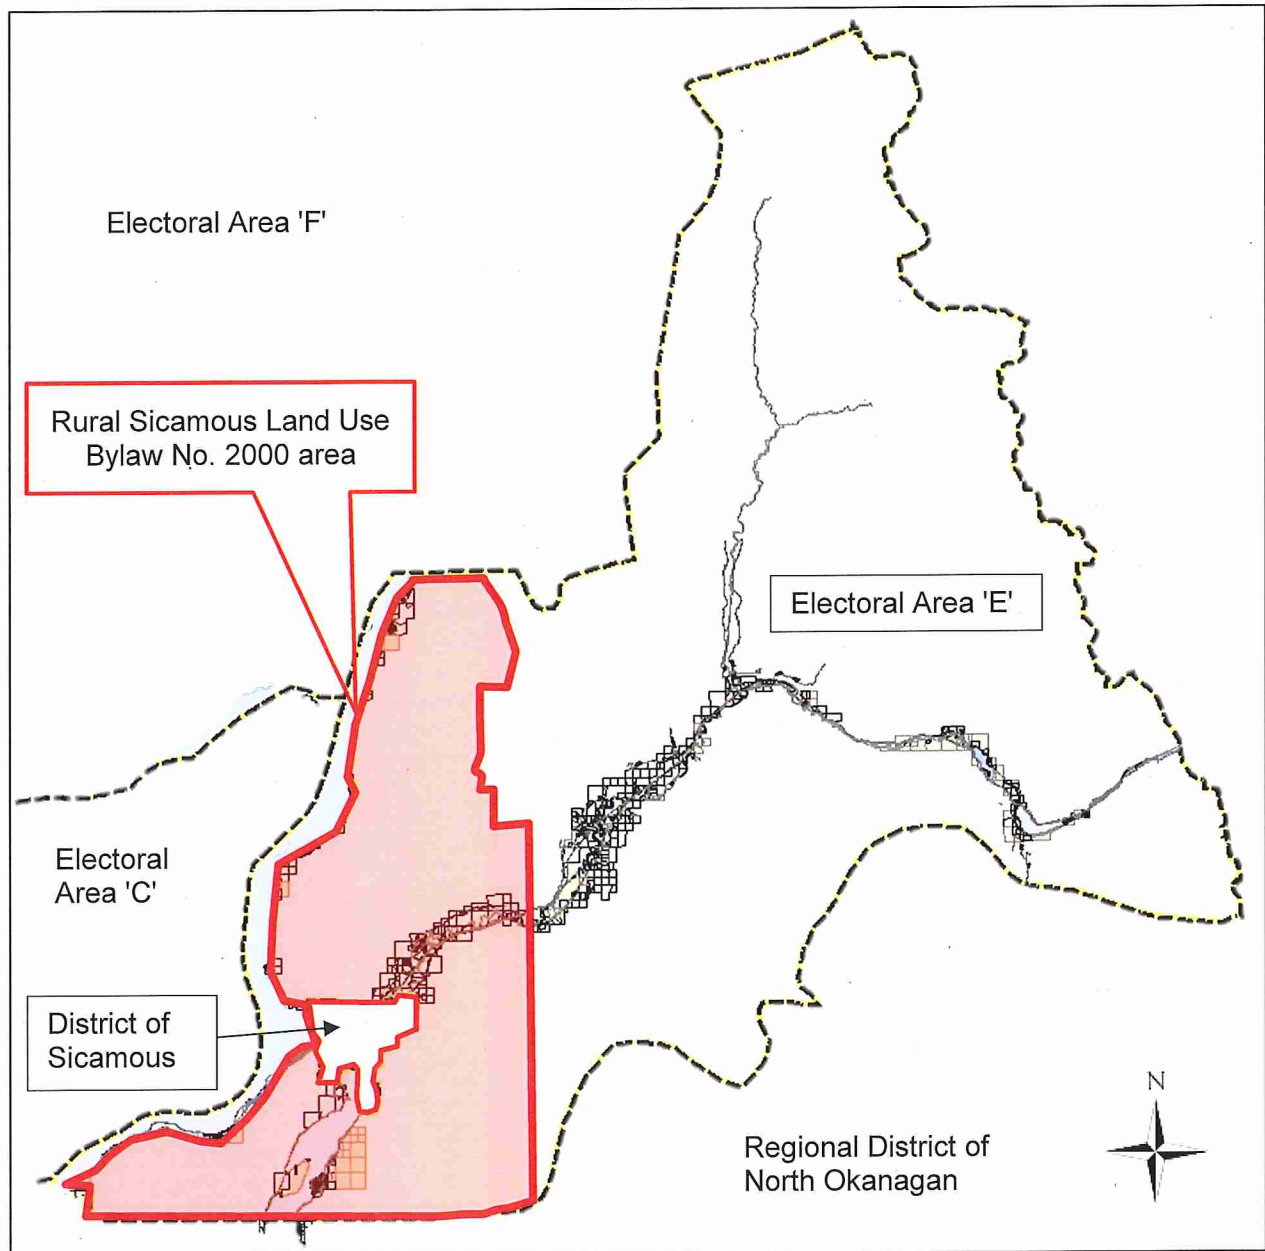 Electoral Area 'F'
Rural Sicamous Land Use
Bylaw No. 2000 area
Electoral Area 'E'
Electoral
Area 'C'
District of
Sicamous
N
Regional District of
North Okanagan